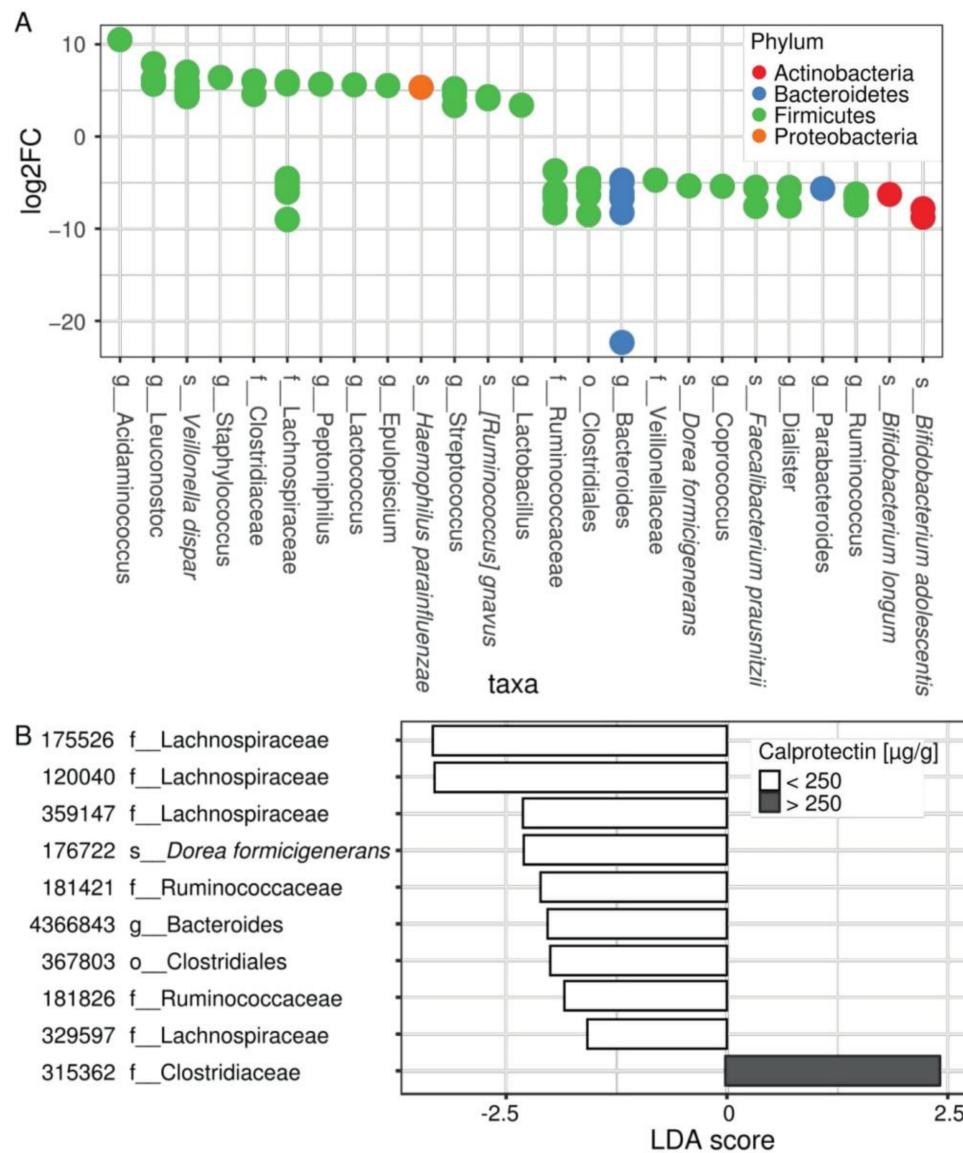 A
Phylum
Actinobacteria
Bacteroidetes
Firmicutes
Proteobacteria
log2FC
10
0
−10
−20
g__Acidaminococcus
g__Leuconostoc
s__Veillonella dispar
g__Staphylococcus
f__Clostridiaceae
f__Lachnospiraceae
g__Peptoniphilus
g__Lactococcus
g__Epulopiscium
s__Haemophilus parainfluenzae
g__Streptococcus
s__[Ruminococcus] gnavus
g__Lactobacillus
f__Ruminococcaceae
o__Clostridiales
g__Bacteroides
f__Veillonellaceae
s__Dorea formicigenerans
g__Coprococcus
s__Faecalibacterium prausnitzii
g__Dialister
g__Parabacteroides
g__Ruminococcus
s__Bifidobacterium longum
s__Bifidobacterium adolescentis
taxa
B
175526 f__Lachnospiraceae
120040 f__Lachnospiraceae
359147 f__Lachnospiraceae
176722 s__Dorea formicigenerans
181421 f__Ruminococcaceae
4366843 g__Bacteroides
367803 o__Clostridiales
181826 f__Ruminococcaceae
329597 f__Lachnospiraceae
315362 f__Clostridiaceae
Calprotectin [µg/g]
< 250
> 250
-2.5 0 2.5
LDA score